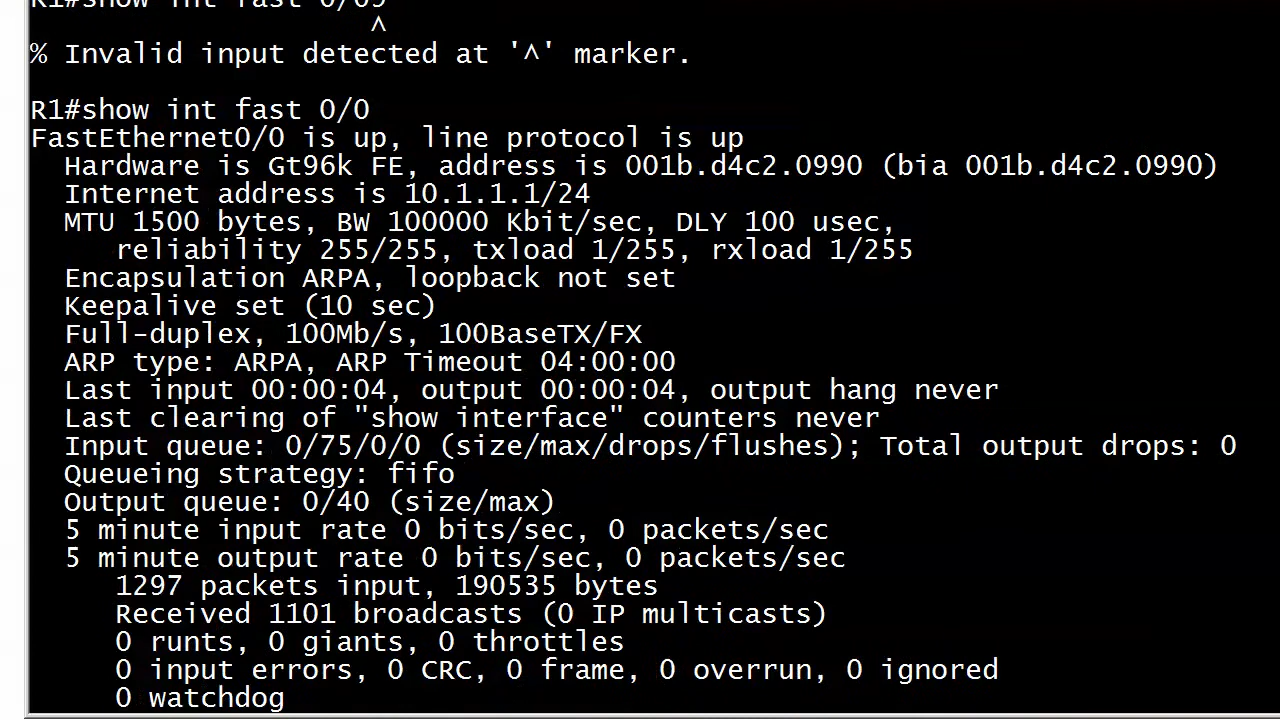 R1#show int fast 0/09
^
% Invalid input detected at '^' marker.
R1#show int fast 0/0
FastEthernet0/0 is up, line protocol is up
Hardware is Gt96k FE, address is 001b.d4c2.0990 (bia 001b.d4c2.0990)
Internet address is 10.1.1.1/24
MTU 1500 bytes, BW 100000 Kbit/sec, DLY 100 usec,
reliability 255/255, txload 1/255, rxload 1/255
Encapsulation ARPA, loopback not set
Keepalive set (10 sec)
Full-duplex, 100Mb/s, 100BaseTX/FX
ARP type: ARPA, ARP Timeout 04:00:00
Last input 00:00:04, output 00:00:04, output hang never
Last clearing of "show interface" counters never
Input queue: 0/75/0/0 (size/max/drops/flushes); Total output drops: 0
Queueing strategy: fifo
Output queue: 0/40 (size/max)
5 minute input rate 0 bits/sec, 0 packets/sec
5 minute output rate 0 bits/sec, 0 packets/sec
1297 packets input, 190535 bytes
Received 1101 broadcasts (0 IP multicasts)
0 runts, 0 giants, 0 throttles
0 input errors, 0 CRC, 0 frame, 0 overrun, 0 ignored
0 watchdog